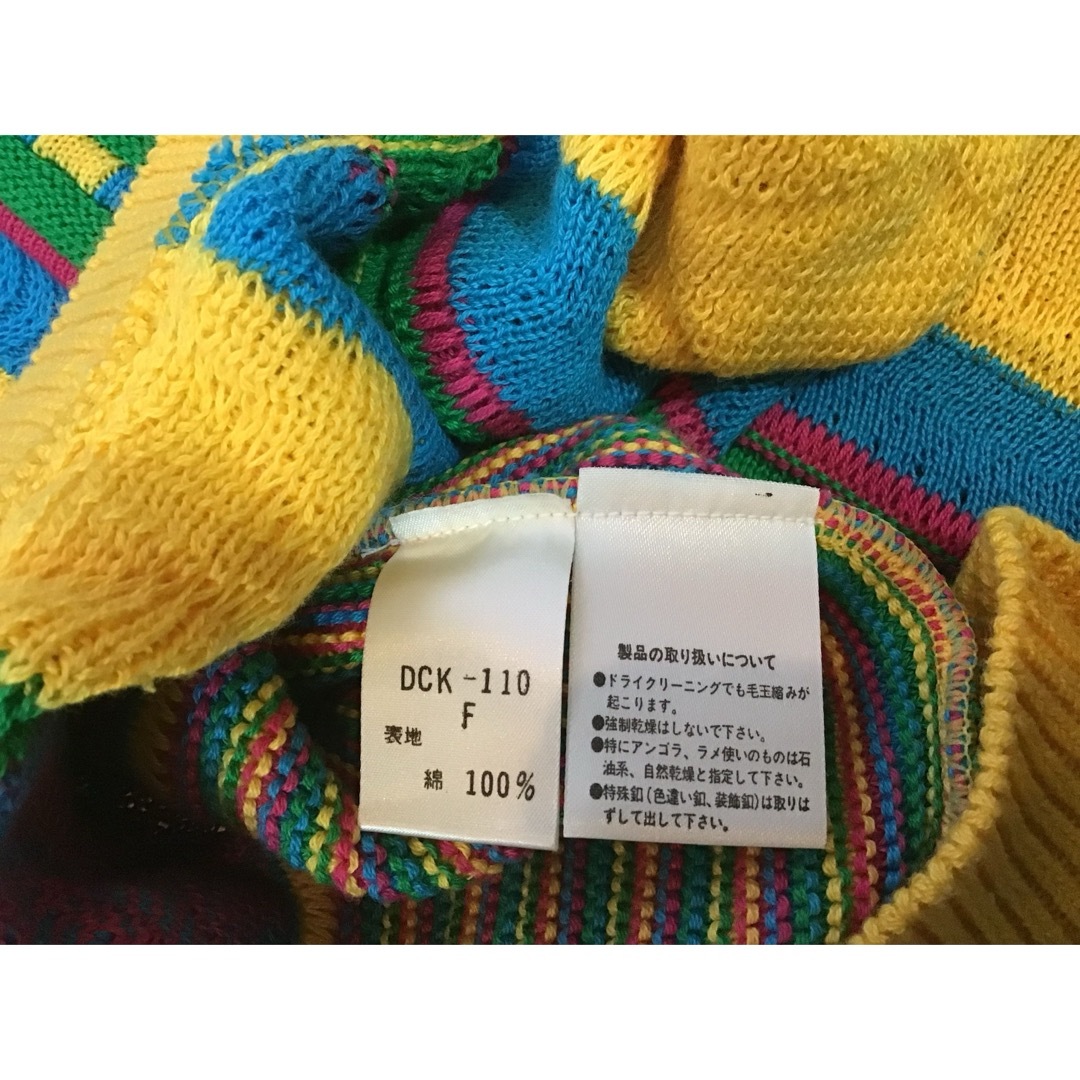 DCK-110
F
表地
綿 100%
製品の取り扱いについて
●ドライクリーニングでも毛玉縮みが
起こります。
●強制乾燥はしないで下さい。
●特にアンゴラ、ラメ使いのものは石
油系、自然乾燥と指定して下さい。
●特殊釦(色違い釦、装飾釦)は取りは
ずして出して下さい。